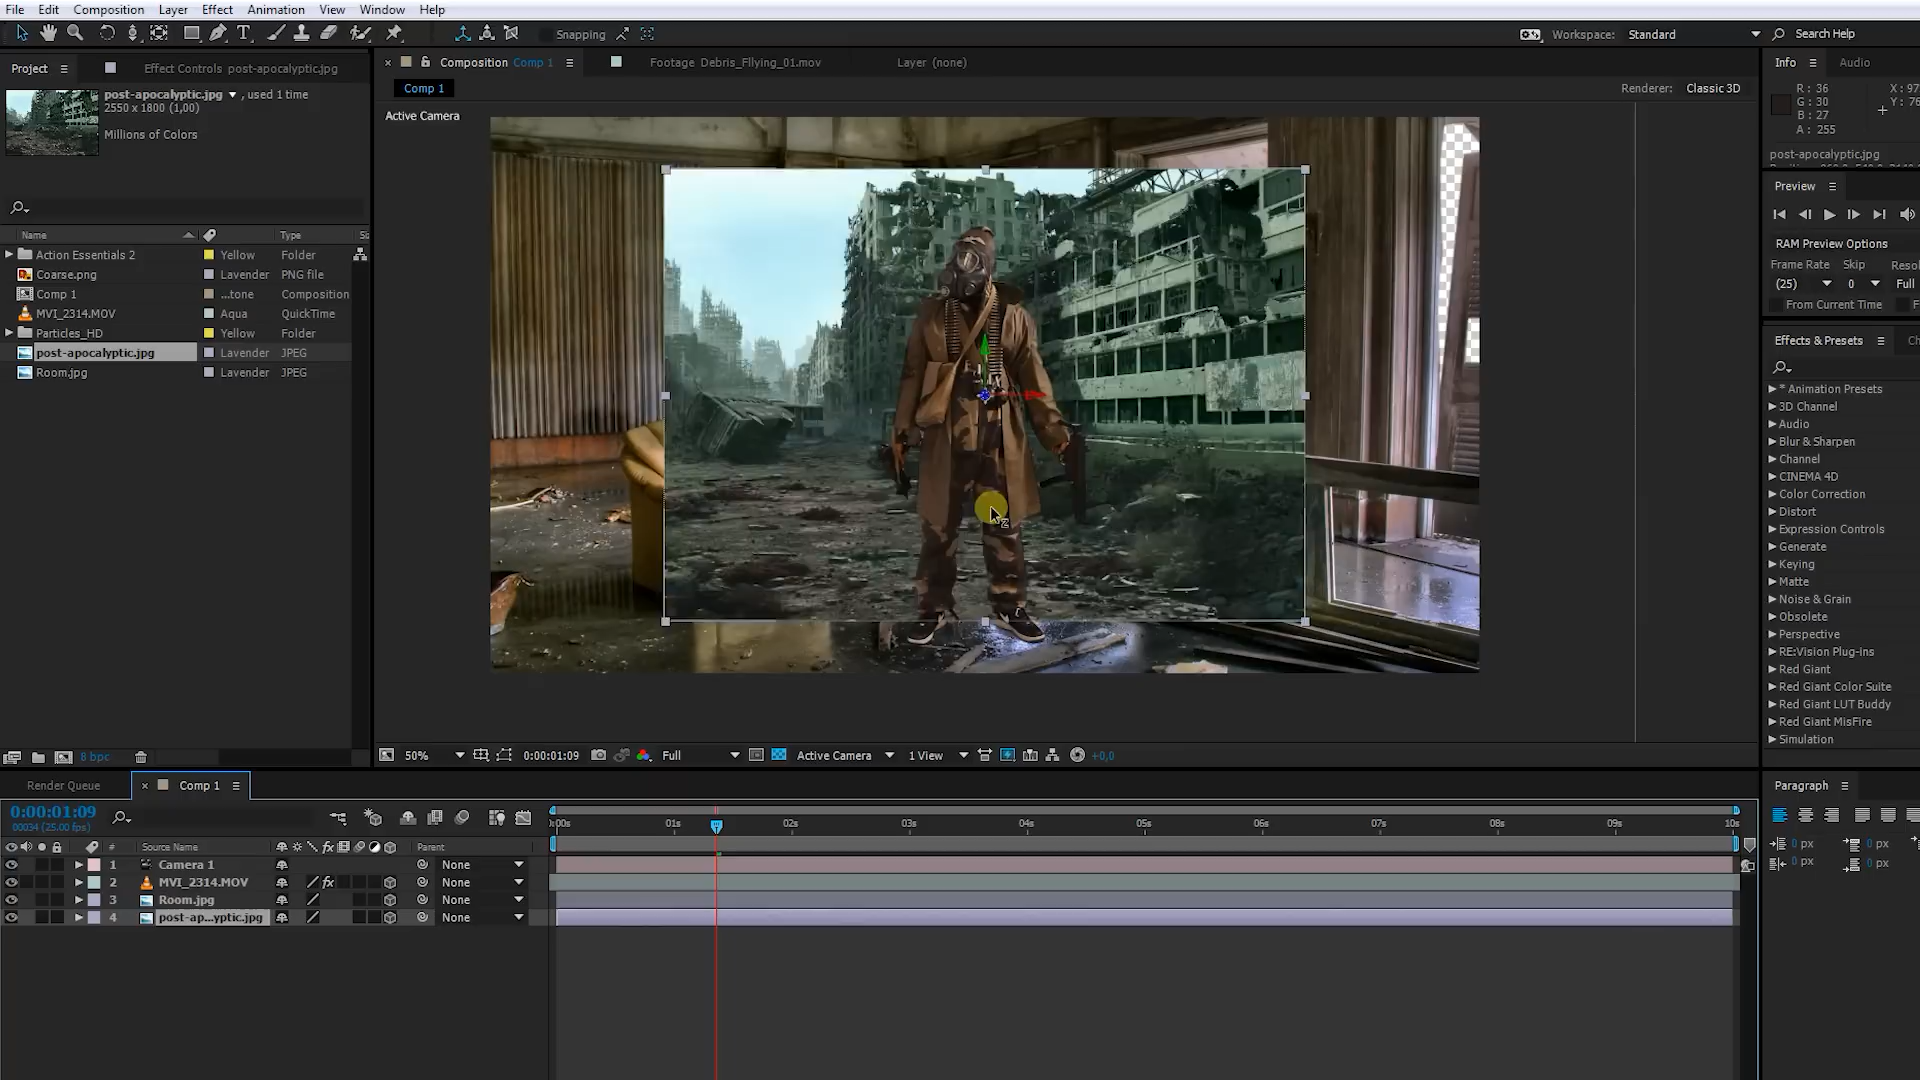 File Edit Composition Layer Effect Animation View Window Help
Snapping
Workspace: Standard Search Help
Project Effect Controls post-apocalyptic.jpg
post-apocalyptic.jpg , used 1 time
2550 x 1800 (1,00)
Millions of Colors
Name Type
Action Essentials 2 Yellow Folder
Coarse.png Lavender PNG file
Comp 1 ...tone Composition
MVI_2314.MOV Aqua QuickTime
Particles_HD Yellow Folder
post-apocalyptic.jpg Lavender JPEG
Room.jpg Lavender JPEG
8 bpc
Composition Comp 1 Footage Debris_Fllying_01.mov Layer (none)
Comp 1 Renderer: Classic 3D
Active Camera
50% 0:00:01:09 Full Active Camera 1 View +0,0
Info Audio
R: 36
G: 30
B: 27
A: 255
X: 97
Y: 76
post-apocalyptic.jpg
Preview
RAM Preview Options
Frame Rate Skip Resol
(25) 0 Full
From Current Time
Effects & Presets
* Animation Presets
3D Channel
Audio
Blur & Sharpen
Channel
CINEMA 4D
Color Correction
Distort
Expression Controls
Generate
Keying
Matte
Noise & Grain
Obsolete
Perspective
RE:Vision Plug-ins
Red Giant
Red Giant Color Suite
Red Giant LUT Buddy
Red Giant MisFire
Simulation
Render Queue Comp 1
0:00:01:09
00034 (25.00 fps)
# Source Name fx Parent
1 Camera 1 None
2 MVI_2314.MOV fx None
3 Room.jpg None
4 post-ap...yptic.jpg None
:00s 01s 02s 03s 04s 05s 06s 07s 08s 09s 10s
Paragraph
0 px 0 px
0 px 0 px